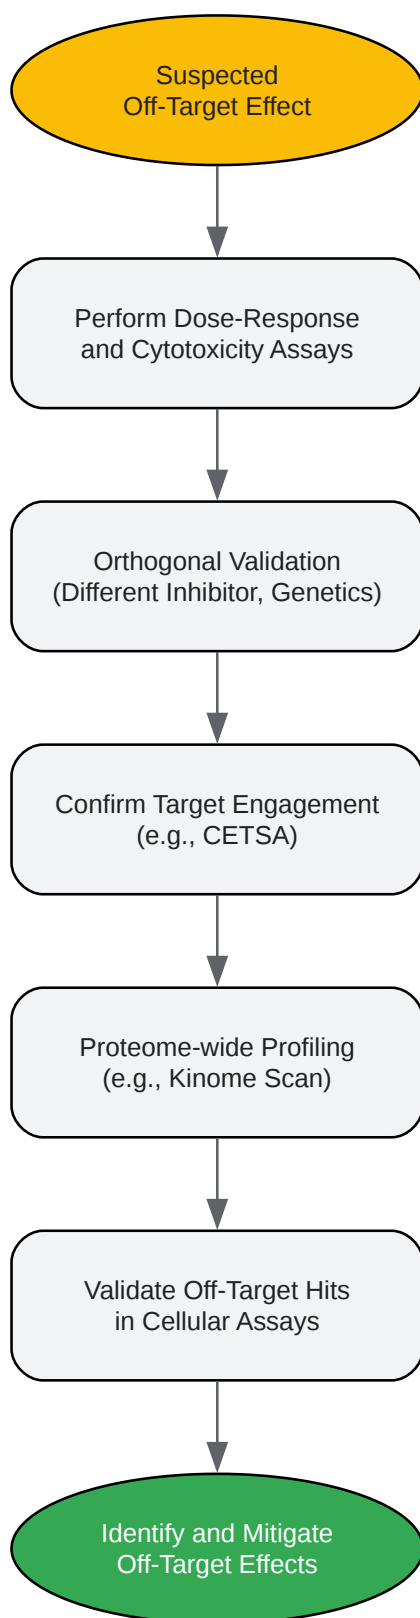 Suspected
Off-Target Effect
Perform Dose-Response
and Cytotoxicity Assays
Orthogonal Validation
(Different Inhibitor, Genetics)
Confirm Target Engagement
(e.g., CETSA)
Proteome-wide Profiling
(e.g., Kinome Scan)
Validate Off-Target Hits
in Cellular Assays
Identify and Mitigate
Off-Target Effects